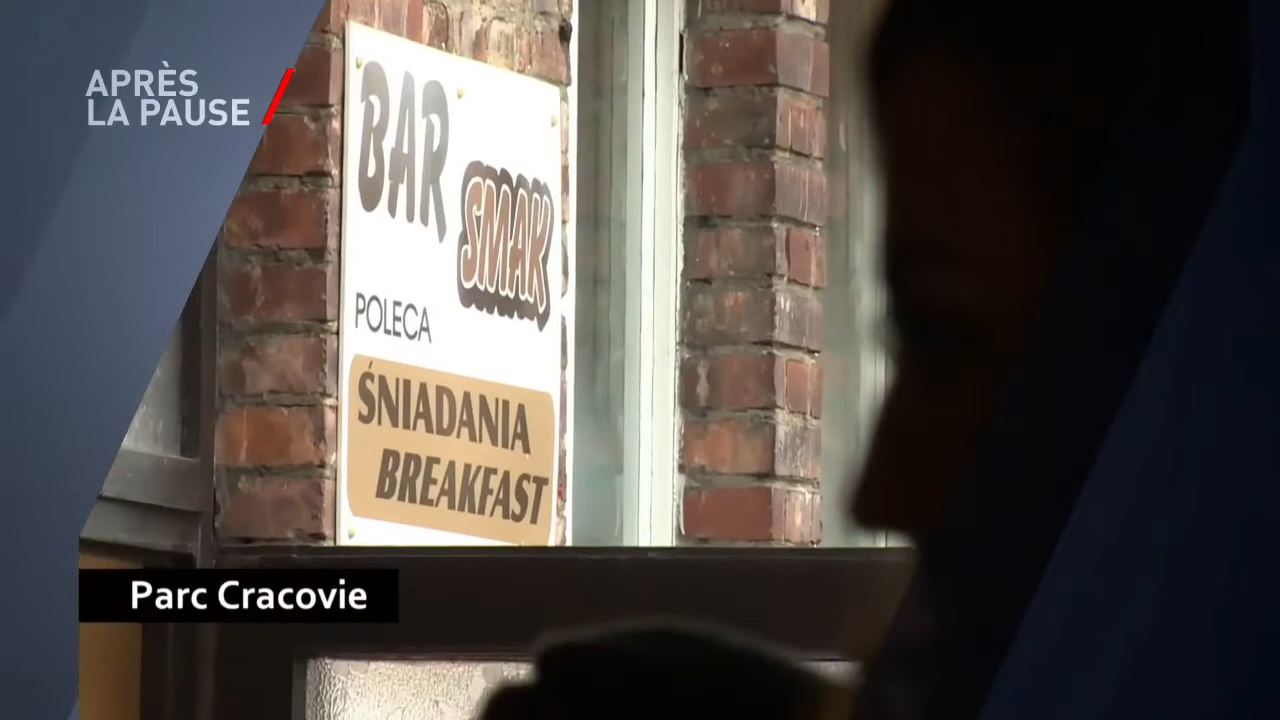 APRÈS
LA PAUSE
BAR
SMAK
POLECA
ŚNIADANIA
BREAKFAST
Parc Cracovie